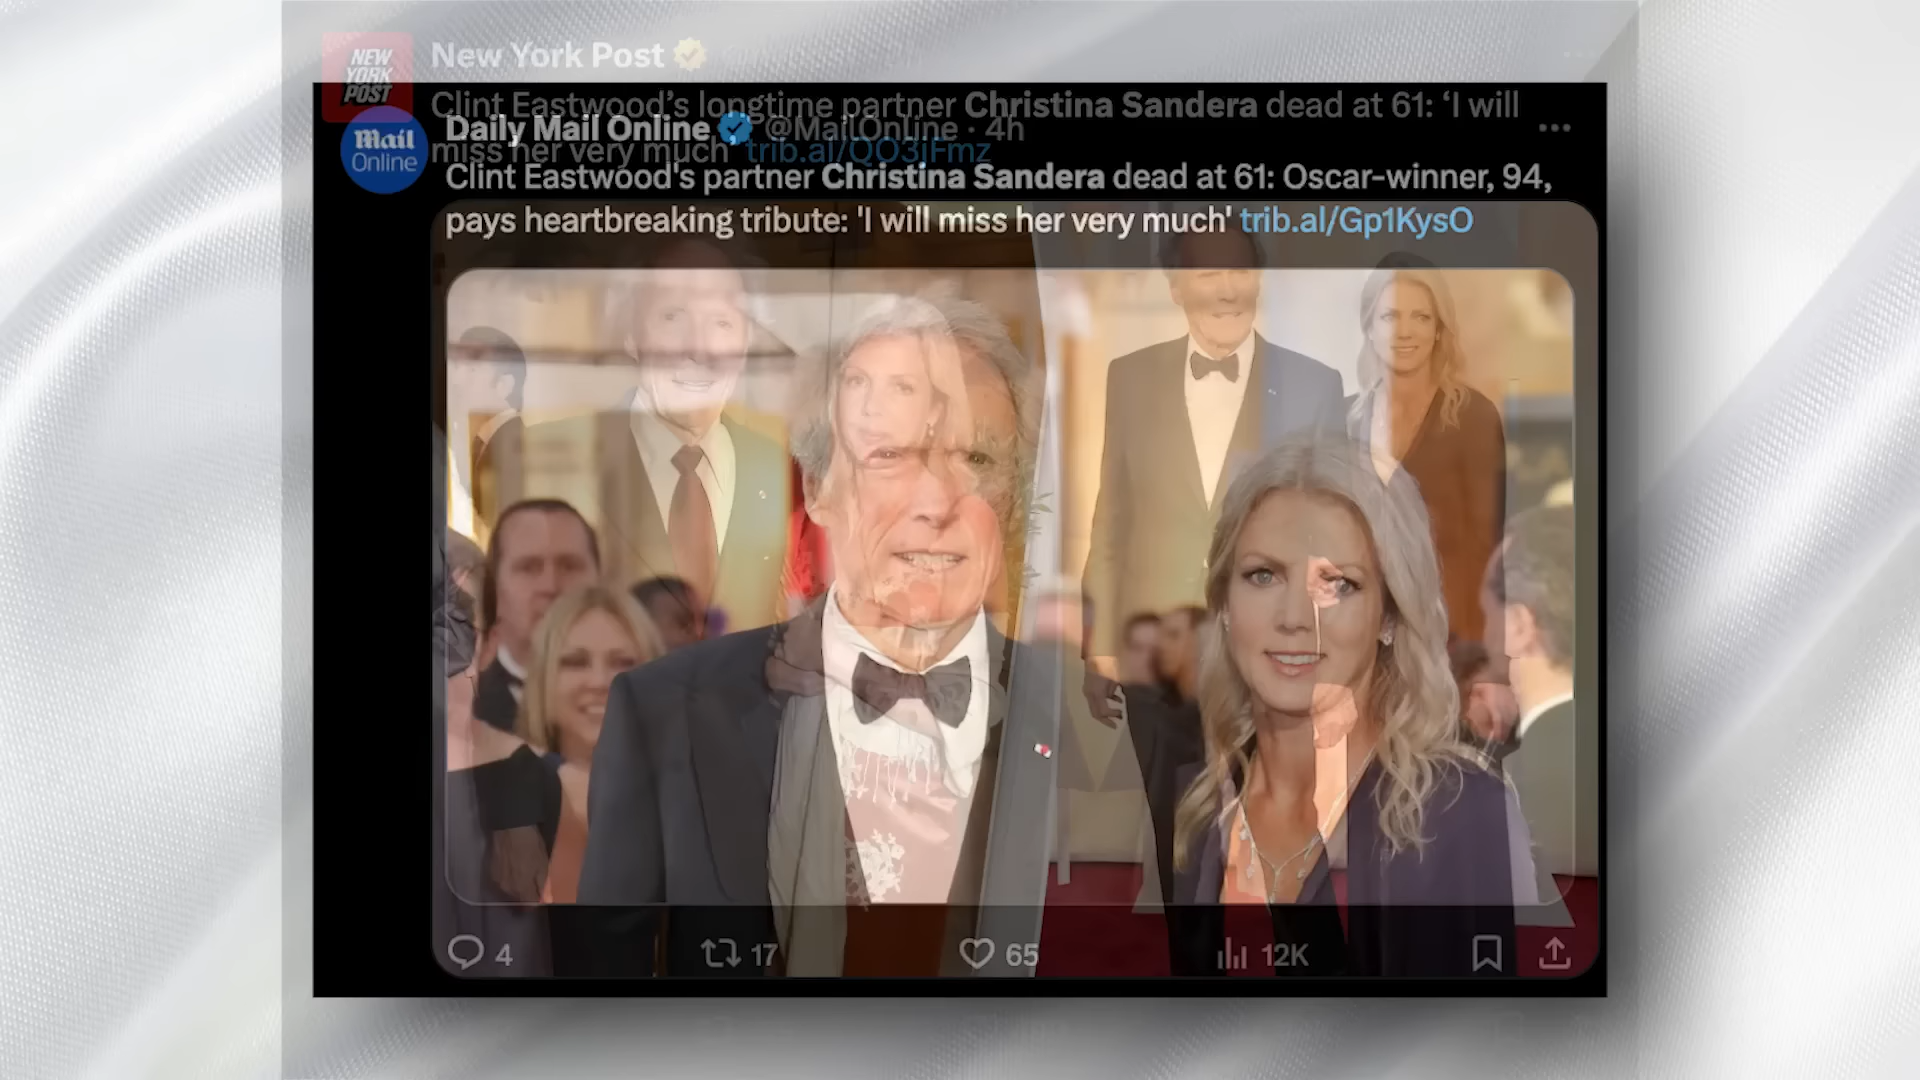 NEW
YORK
POST
New York Post
Clint Eastwood’s longtime partner Christina Sandera dead at 61: ‘I will
miss her very much’ trib.al/QO3jFmz
Mail
Online
Daily Mail Online @MailOnline · 4h
Clint Eastwood's partner Christina Sandera dead at 61: Oscar-winner, 94,
pays heartbreaking tribute: 'I will miss her very much' trib.al/Gp1KysO
4 17 65 12K